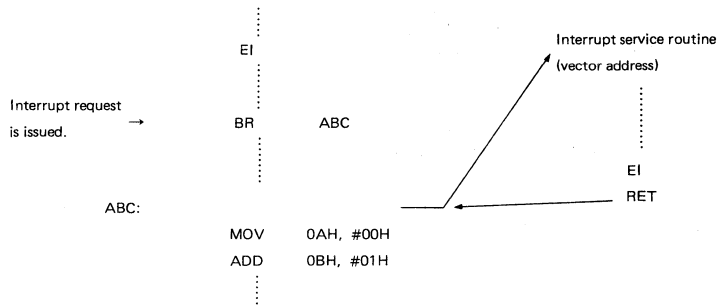 EI
Interrupt service routine
(vector address)
Interrupt request
is issued. →
BR ABC
EI
RET
ABC:
MOV 0AH, #00H
ADD 0BH, #01H